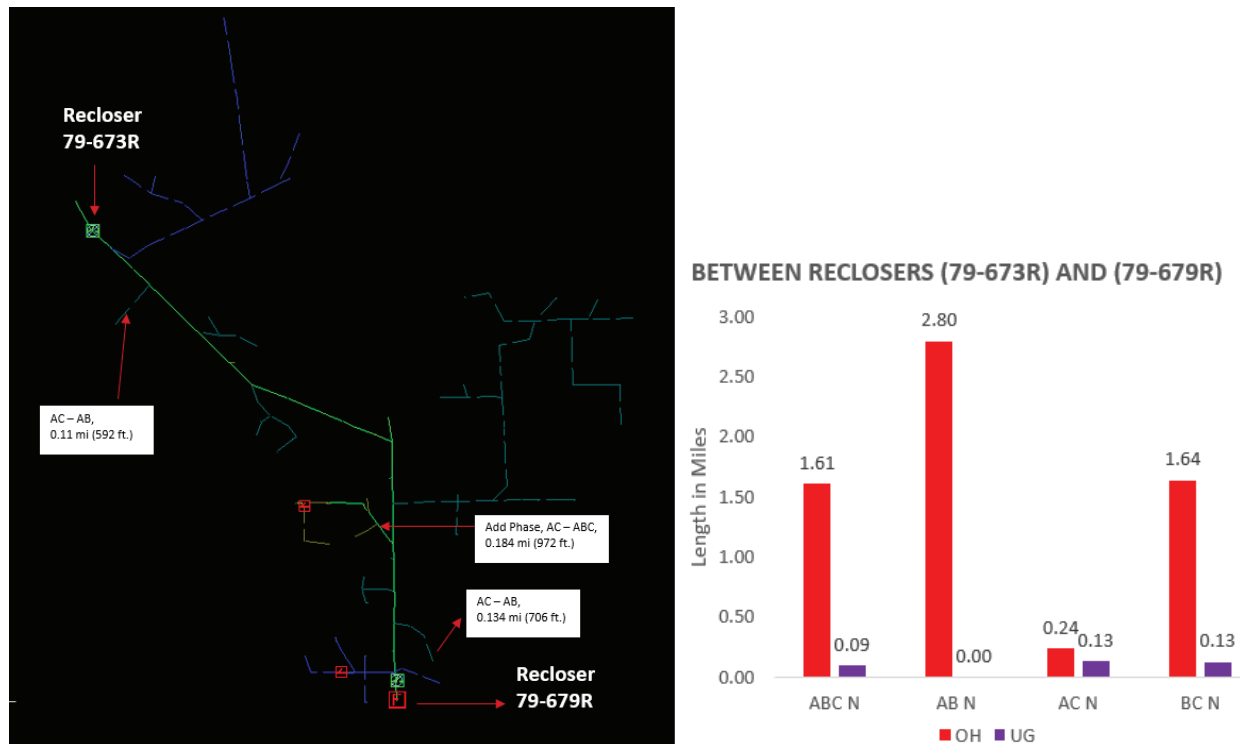 Recloser
79-673R
AC – AB,
0.11 mi (592 ft.)
Add Phase, AC – ABC,
0.184 mi (972 ft.)
AC – AB,
0.134 mi (706 ft.)
Recloser
79-679R
BETWEEN RECLOSERS (79-673R) AND (79-679R)
Length in Miles
3.00
2.50
2.00
1.50
1.00
0.50
0.00
1.61
0.09
2.80
0.00
0.24
0.13
1.64
0.13
ABC N
AB N
AC N
BC N
OH
UG